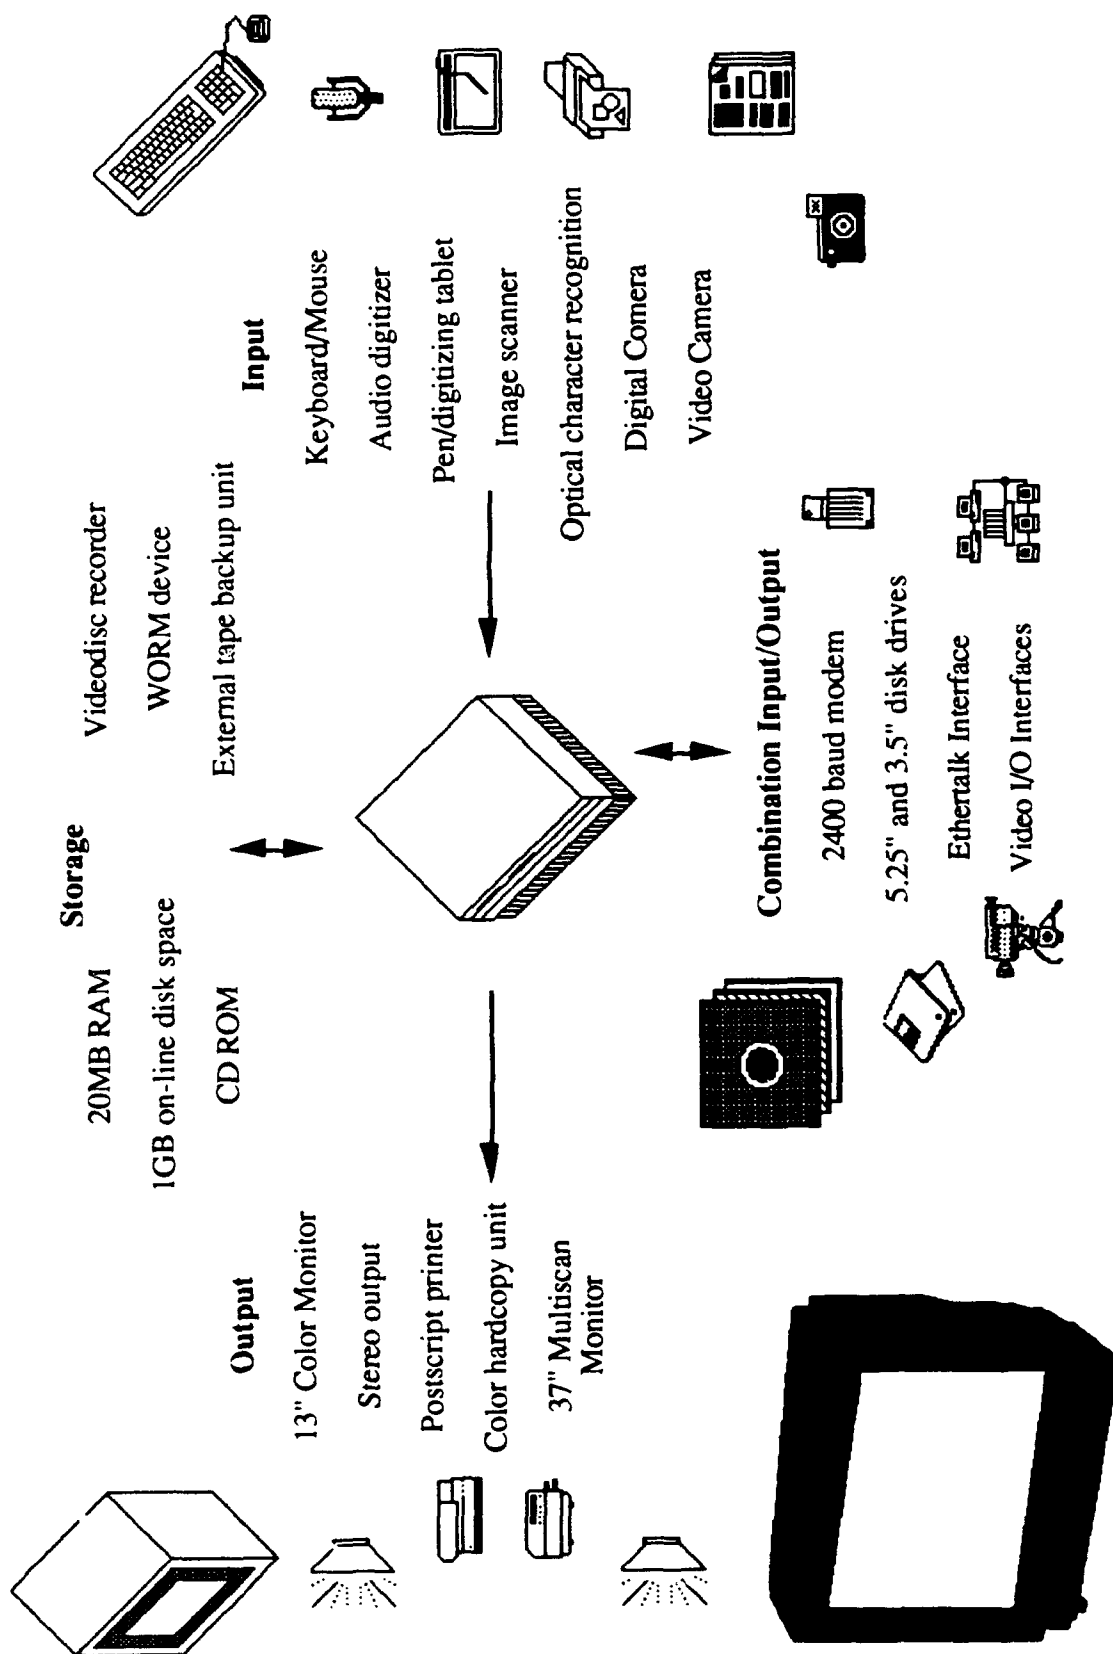 Storage
20MB RAM
1GB on-line disk space
CD ROM
Videodisc recorder
WORM device
External tape backup unit
Output
13" Color Monitor
Stereo output
Postscript printer
Color hardcopy unit
37" Multiscan
Monitor
Input
Keyboard/Mouse
Audio digitizer
Pen/digitizing tablet
Image scanner
Optical character recognition
Digital Comera
Video Camera
Combination Input/Output
2400 baud modem
5.25" and 3.5" disk drives
Ethertalk Interface
Video I/O Interfaces